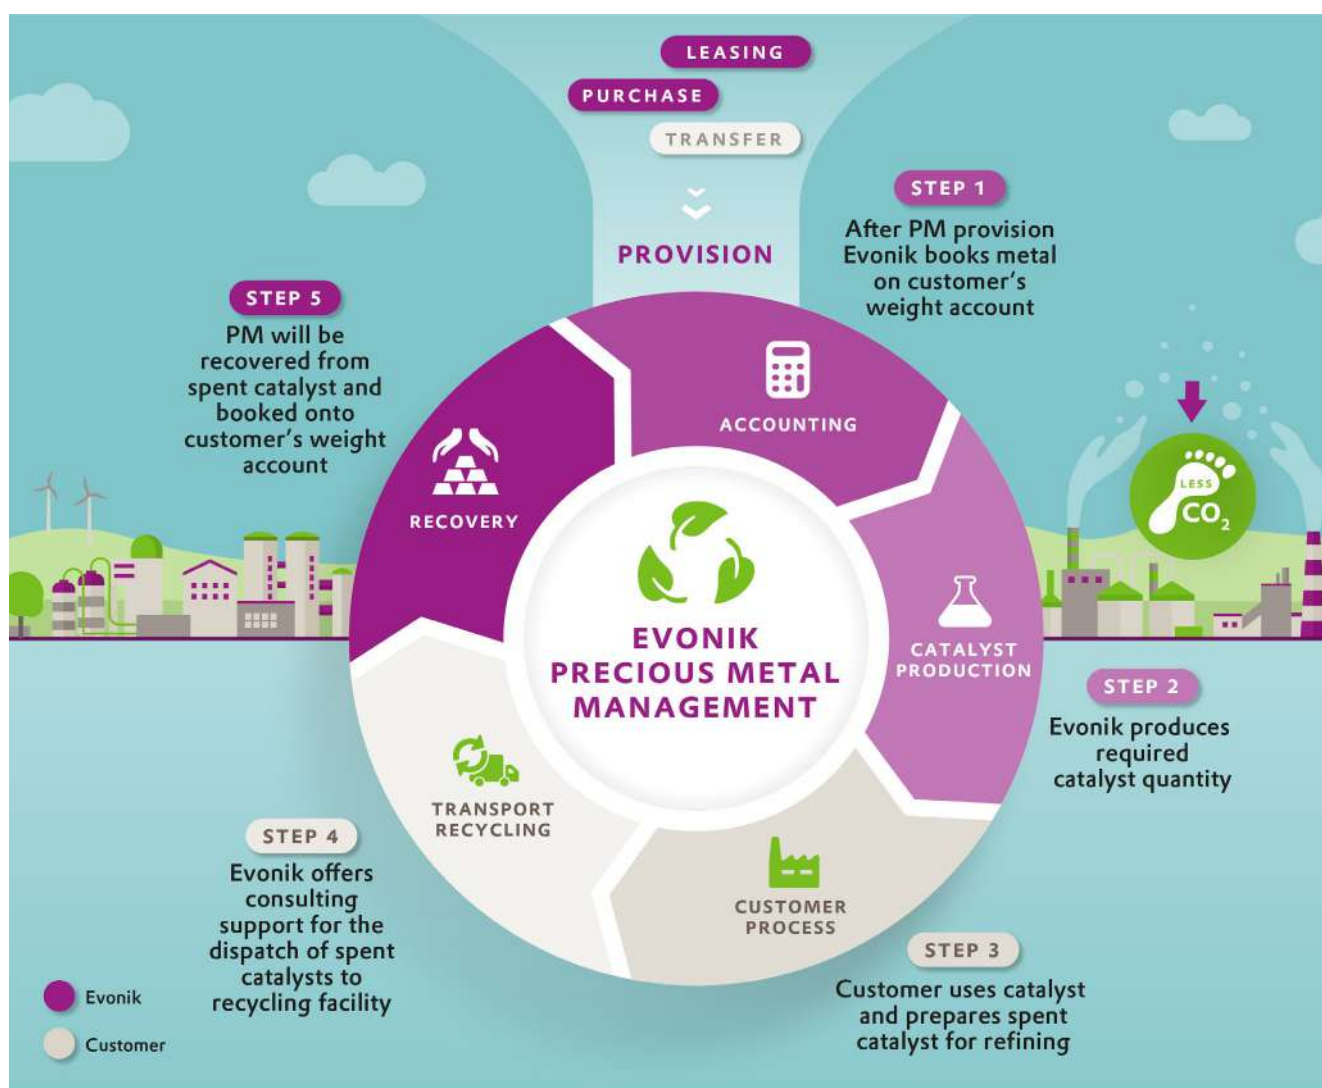 LEASING
PURCHASE
TRANSFER
PROVISION
STEP 1
After PM provision
Evonik books metal
on customer's
weight account
STEP 5
PM will be
recovered from
spent catalyst and
booked onto
customer's weight
account
ACCOUNTING
RECOVERY
LESS
CO₂
EVONIK
PRECIOUS METAL
MANAGEMENT
CATALYST
PRODUCTION
STEP 2
Evonik produces
required
catalyst quantity
TRANSPORT
RECYCLING
STEP 4
Evonik offers
consulting
support for the
dispatch of spent
catalysts to
recycling facility
CUSTOMER
PROCESS
STEP 3
Customer uses catalyst
and prepares spent
catalyst for refining
Evonik
Customer